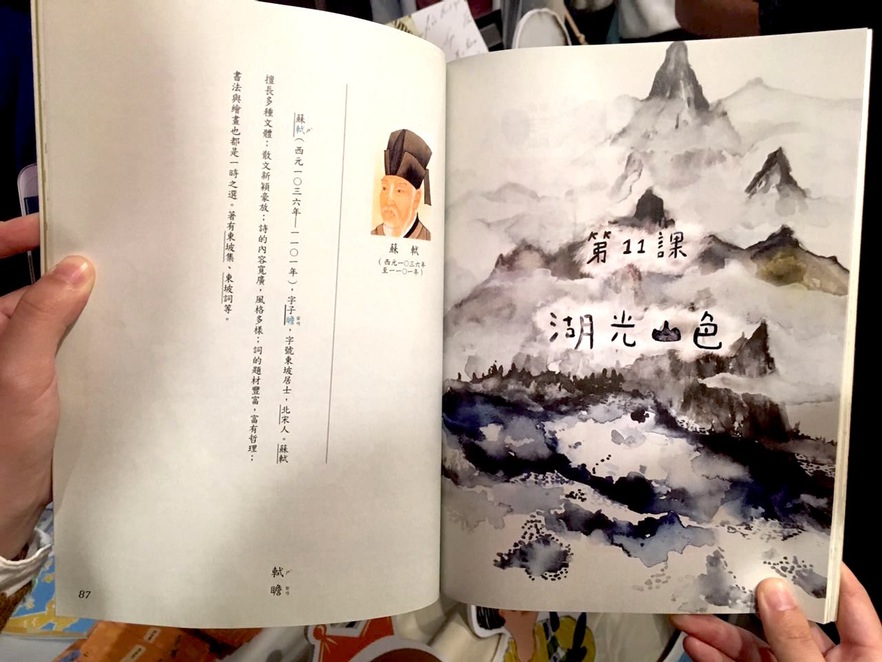 第11課
湖光山色
蘇 軾
（西元一〇三六年
至一一〇一年）
蘇軾（西元一〇三六年—一一〇一年），字子瞻，字號東坡居士，北宋人。蘇軾
擅長多種文體：散文新穎豪放；詩的內容寬廣，風格多樣；詞的題材豐富，富有哲理；
書法與繪畫也都是一時之選。著有東坡集、東坡詞等。
軾
瞻
87